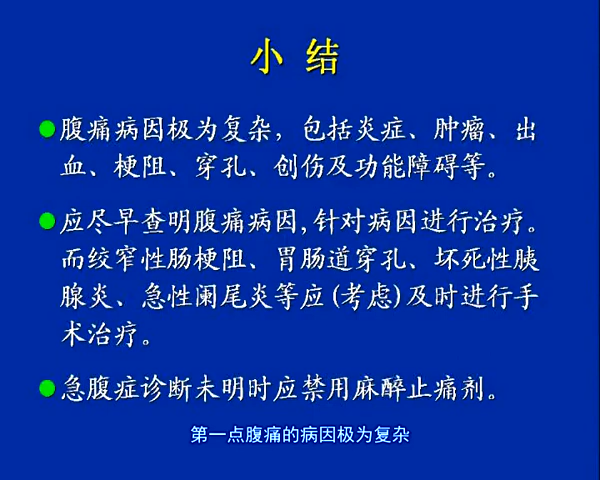 小 结
腹痛病因极为复杂，包括炎症、肿瘤、出
血、梗阻、穿孔、创伤及功能障碍等。
应尽早查明腹痛病因，针对病因进行治疗。
而绞窄性肠梗阻、胃肠道穿孔、坏死性胰
腺炎、急性阑尾炎等应(考虑)及时进行手
术治疗。
急腹症诊断未明时应禁用麻醉止痛剂。
第一点腹痛的病因极为复杂